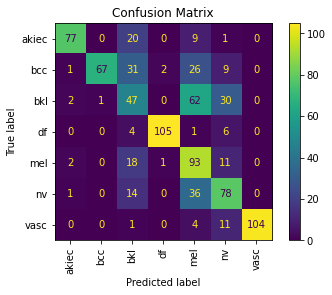 Confusion Matrix
akiec 77 0 20 0 9 1 0
bcc 1 67 31 2 26 9 0
bkl 2 1 47 0 62 30 0
df 0 0 4 105 1 6 0
mel 2 0 18 1 93 11 0
nv 1 0 14 0 36 78 0
vasc 0 0 1 0 4 11 104
True label
akiec bcc bkl df mel nv vasc
Predicted label
100
80
60
40
20
0